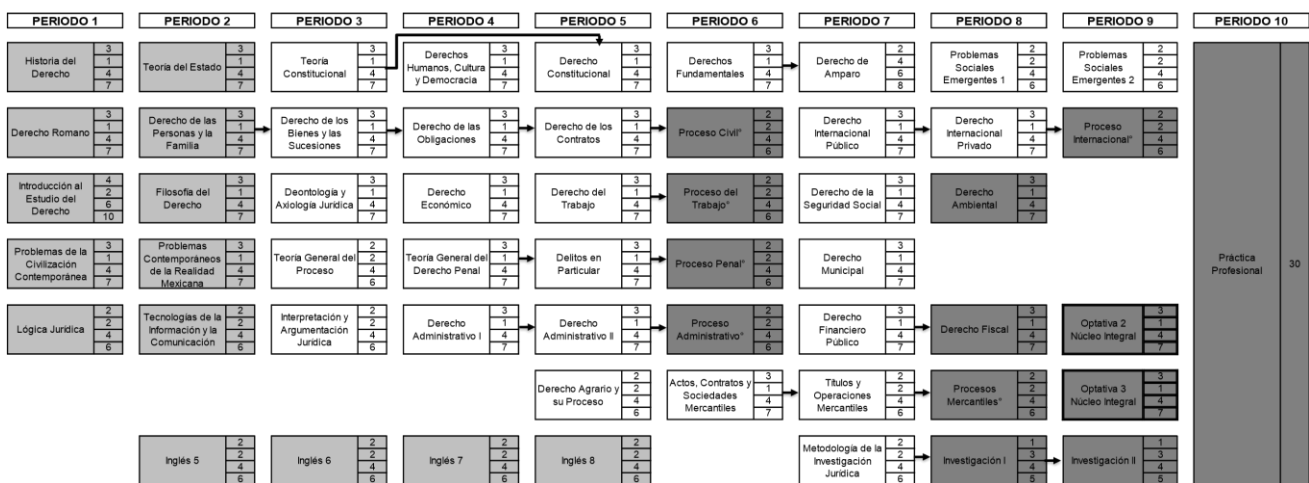 PERIODO 1 PERIODO 2 PERIODO 3 PERIODO 4 PERIODO 5 PERIODO 6 PERIODO 7 PERIODO 8 PERIODO 9 PERIODO 10
Historia del
Derecho
3
1
4
7
Teoría del Estado
3
1
4
7
Teoría
Constitucional
3
1
4
7
Derechos
Humanos, Cultura
y Democracia
3
1
4
7
Derecho
Constitucional
3
1
4
7
Derechos
Fundamentales
3
1
4
7
Derecho de
Amparo
2
4
6
8
Problemas
Sociales
Emergentes 1
2
2
4
6
Problemas
Sociales
Emergentes 2
2
2
4
6
Derecho Romano
3
1
4
7
Derecho de las
Personas y la
Familia
3
1
4
7
Derecho de los
Bienes y las
Sucesiones
3
1
4
7
Derecho de las
Obligaciones
3
1
4
7
Derecho de los
Contratos
3
1
4
7
Proceso Civil°
2
2
4
6
Derecho
Internacional
Público
3
1
4
7
Derecho
Internacional
Privado
3
1
4
7
Proceso
Internacional°
2
2
4
6
Introducción al
Estudio del
Derecho
4
2
6
10
Filosofía del
Derecho
3
1
4
7
Deontología y
Axiología Jurídica
3
1
4
7
Derecho
Económico
3
1
4
7
Derecho del
Trabajo
3
1
4
7
Proceso del
Trabajo°
2
2
4
6
Derecho de la
Seguridad Social
3
1
4
7
Derecho
Ambiental
3
1
4
7
Problemas de la
Civilización
Contemporánea
3
1
4
7
Problemas
Contemporáneos
de la Realidad
Mexicana
3
1
4
7
Teoría General del
Proceso
2
2
4
6
Teoría General del
Derecho Penal
3
1
4
7
Delitos en
Particular
3
1
4
7
Proceso Penal°
2
2
4
6
Derecho
Municipal
3
1
4
7
Práctica
Profesional
30
Lógica Jurídica
2
2
4
6
Tecnologías de la
Información y la
Comunicación
2
2
4
6
Interpretación y
Argumentación
Jurídica
2
2
4
6
Derecho
Administrativo I
3
1
4
7
Derecho
Administrativo II
3
1
4
7
Proceso
Administrativo°
2
2
4
6
Derecho
Financiero
Público
3
1
4
7
Derecho Fiscal
3
1
4
7
Optativa 2
Núcleo Integral
3
1
4
7
Derecho Agrario y
su Proceso
2
2
4
6
Actos, Contratos y
Sociedades
Mercantiles
3
1
4
7
Títulos y
Operaciones
Mercantiles
2
2
4
6
Procesos
Mercantiles°
2
2
4
6
Optativa 3
Núcleo Integral
3
1
4
7
Inglés 5
2
2
4
6
Inglés 6
2
2
4
6
Inglés 7
2
2
4
6
Inglés 8
2
2
4
6
Metodología de la
Investigación
Jurídica
2
2
4
6
Investigación I
1
3
4
5
Investigación II
1
3
4
5